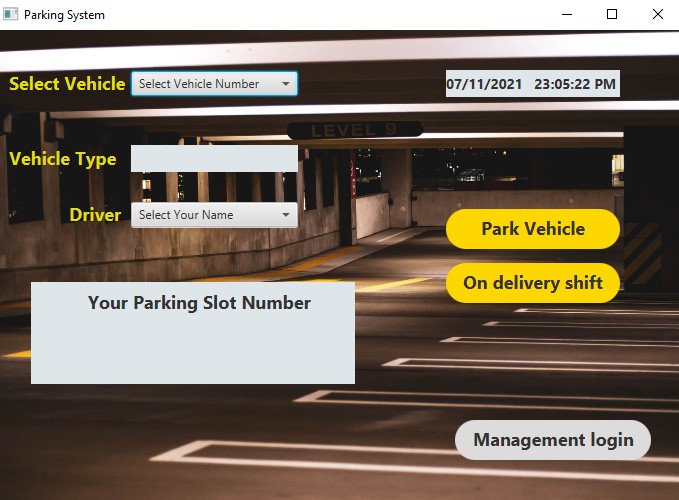 Parking System
Select Vehicle Select Vehicle Number 07/11/2021 23:05:22 PM
LEVEL 9
Vehicle Type
Driver Select Your Name
Park Vehicle
On delivery shift
Your Parking Slot Number
Management login